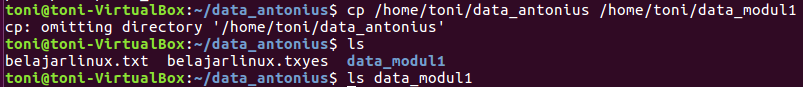 toni@toni-VirtualBox:~/data_antonius$ cp /home/toni/data_antonius /home/toni/data_modul1
cp: omitting directory '/home/toni/data_antonius'
toni@toni-VirtualBox:~/data_antonius$ ls
belajarlinux.txt  belajarlinux.txyes  data_modul1
toni@toni-VirtualBox:~/data_antonius$ ls data_modul1